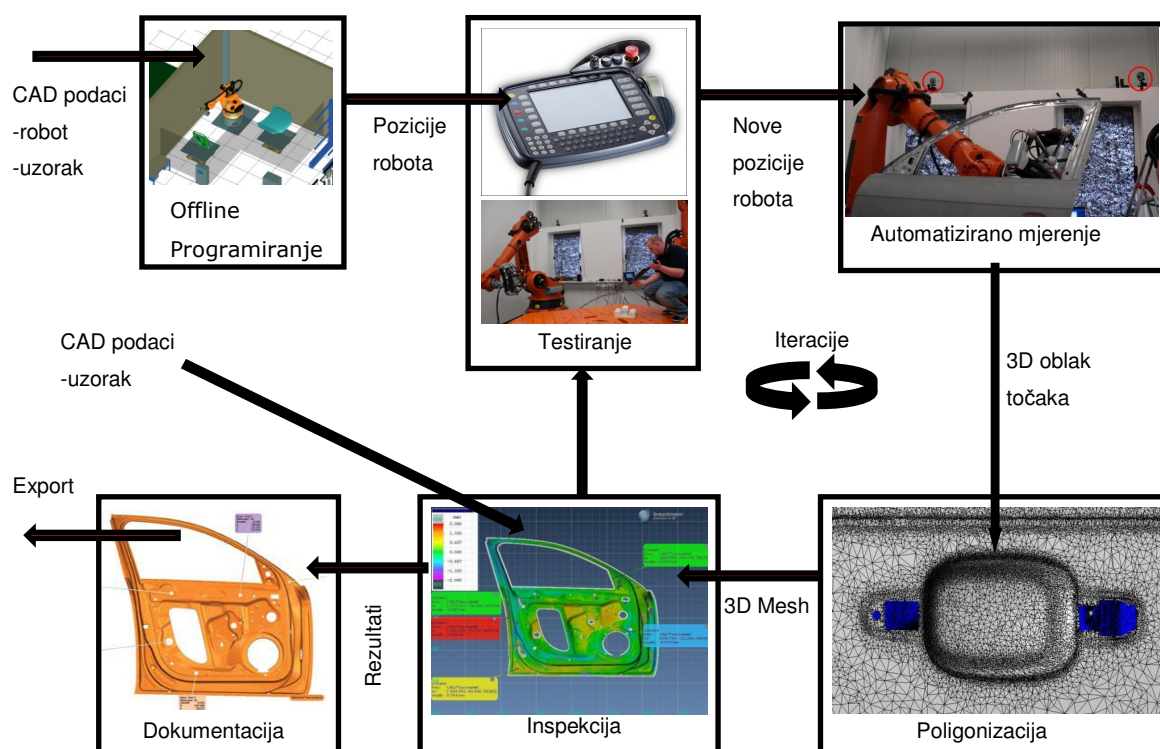 CAD podaci
-robot
-uzorak
Offline
Programiranje
Pozicije
robota
Testiranje
Nove
pozicije
robota
Automatizirano mjerenje
CAD podaci
-uzorak
Iteracije
3D oblak
točaka
Export
Dokumentacija
Rezultati
Inspekcija
3D Mesh
Poligonizacija